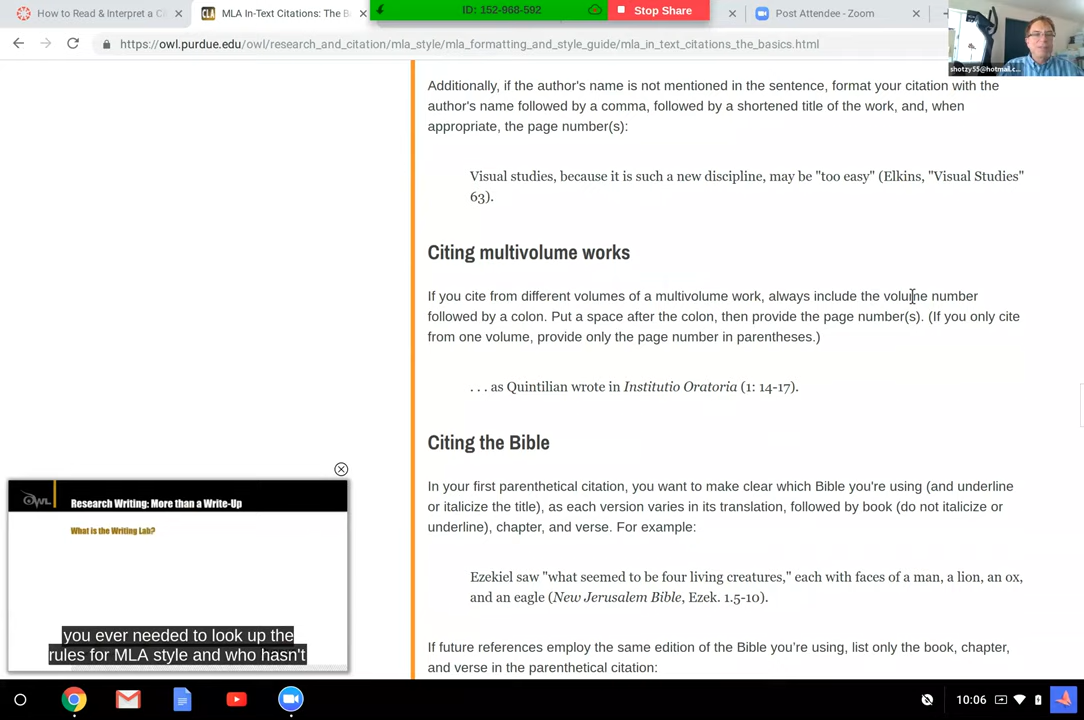 How to Read & Interpret a Ci
CLA
MLA In-Text Citations: The Ba
ID: 152-968-592
Stop Share
Post Attendee - Zoom
https://owl.purdue.edu/owl/research_and_citation/mla_style/mla_formatting_and_style_guide/mla_in_text_citations_the_basics.html
shotzy55@hotmail.c...
Additionally, if the author's name is not mentioned in the sentence, format your citation with the
author's name followed by a comma, followed by a shortened title of the work, and, when
appropriate, the page number(s):
Visual studies, because it is such a new discipline, may be "too easy" (Elkins, "Visual Studies"
63).
Citing multivolume works
If you cite from different volumes of a multivolume work, always include the volume number
followed by a colon. Put a space after the colon, then provide the page number(s). (If you only cite
from one volume, provide only the page number in parentheses.)
. . . as Quintilian wrote in Institutio Oratoria (1: 14-17).
Citing the Bible
In your first parenthetical citation, you want to make clear which Bible you're using (and underline
or italicize the title), as each version varies in its translation, followed by book (do not italicize or
underline), chapter, and verse. For example:
Ezekiel saw "what seemed to be four living creatures," each with faces of a man, a lion, an ox,
and an eagle (New Jerusalem Bible, Ezek. 1.5-10).
If future references employ the same edition of the Bible you're using, list only the book, chapter,
and verse in the parenthetical citation:
OWL
Research Writing: More than a Write-Up
What is the Writing Lab?
you ever needed to look up the
rules for MLA style and who hasn't
10:06